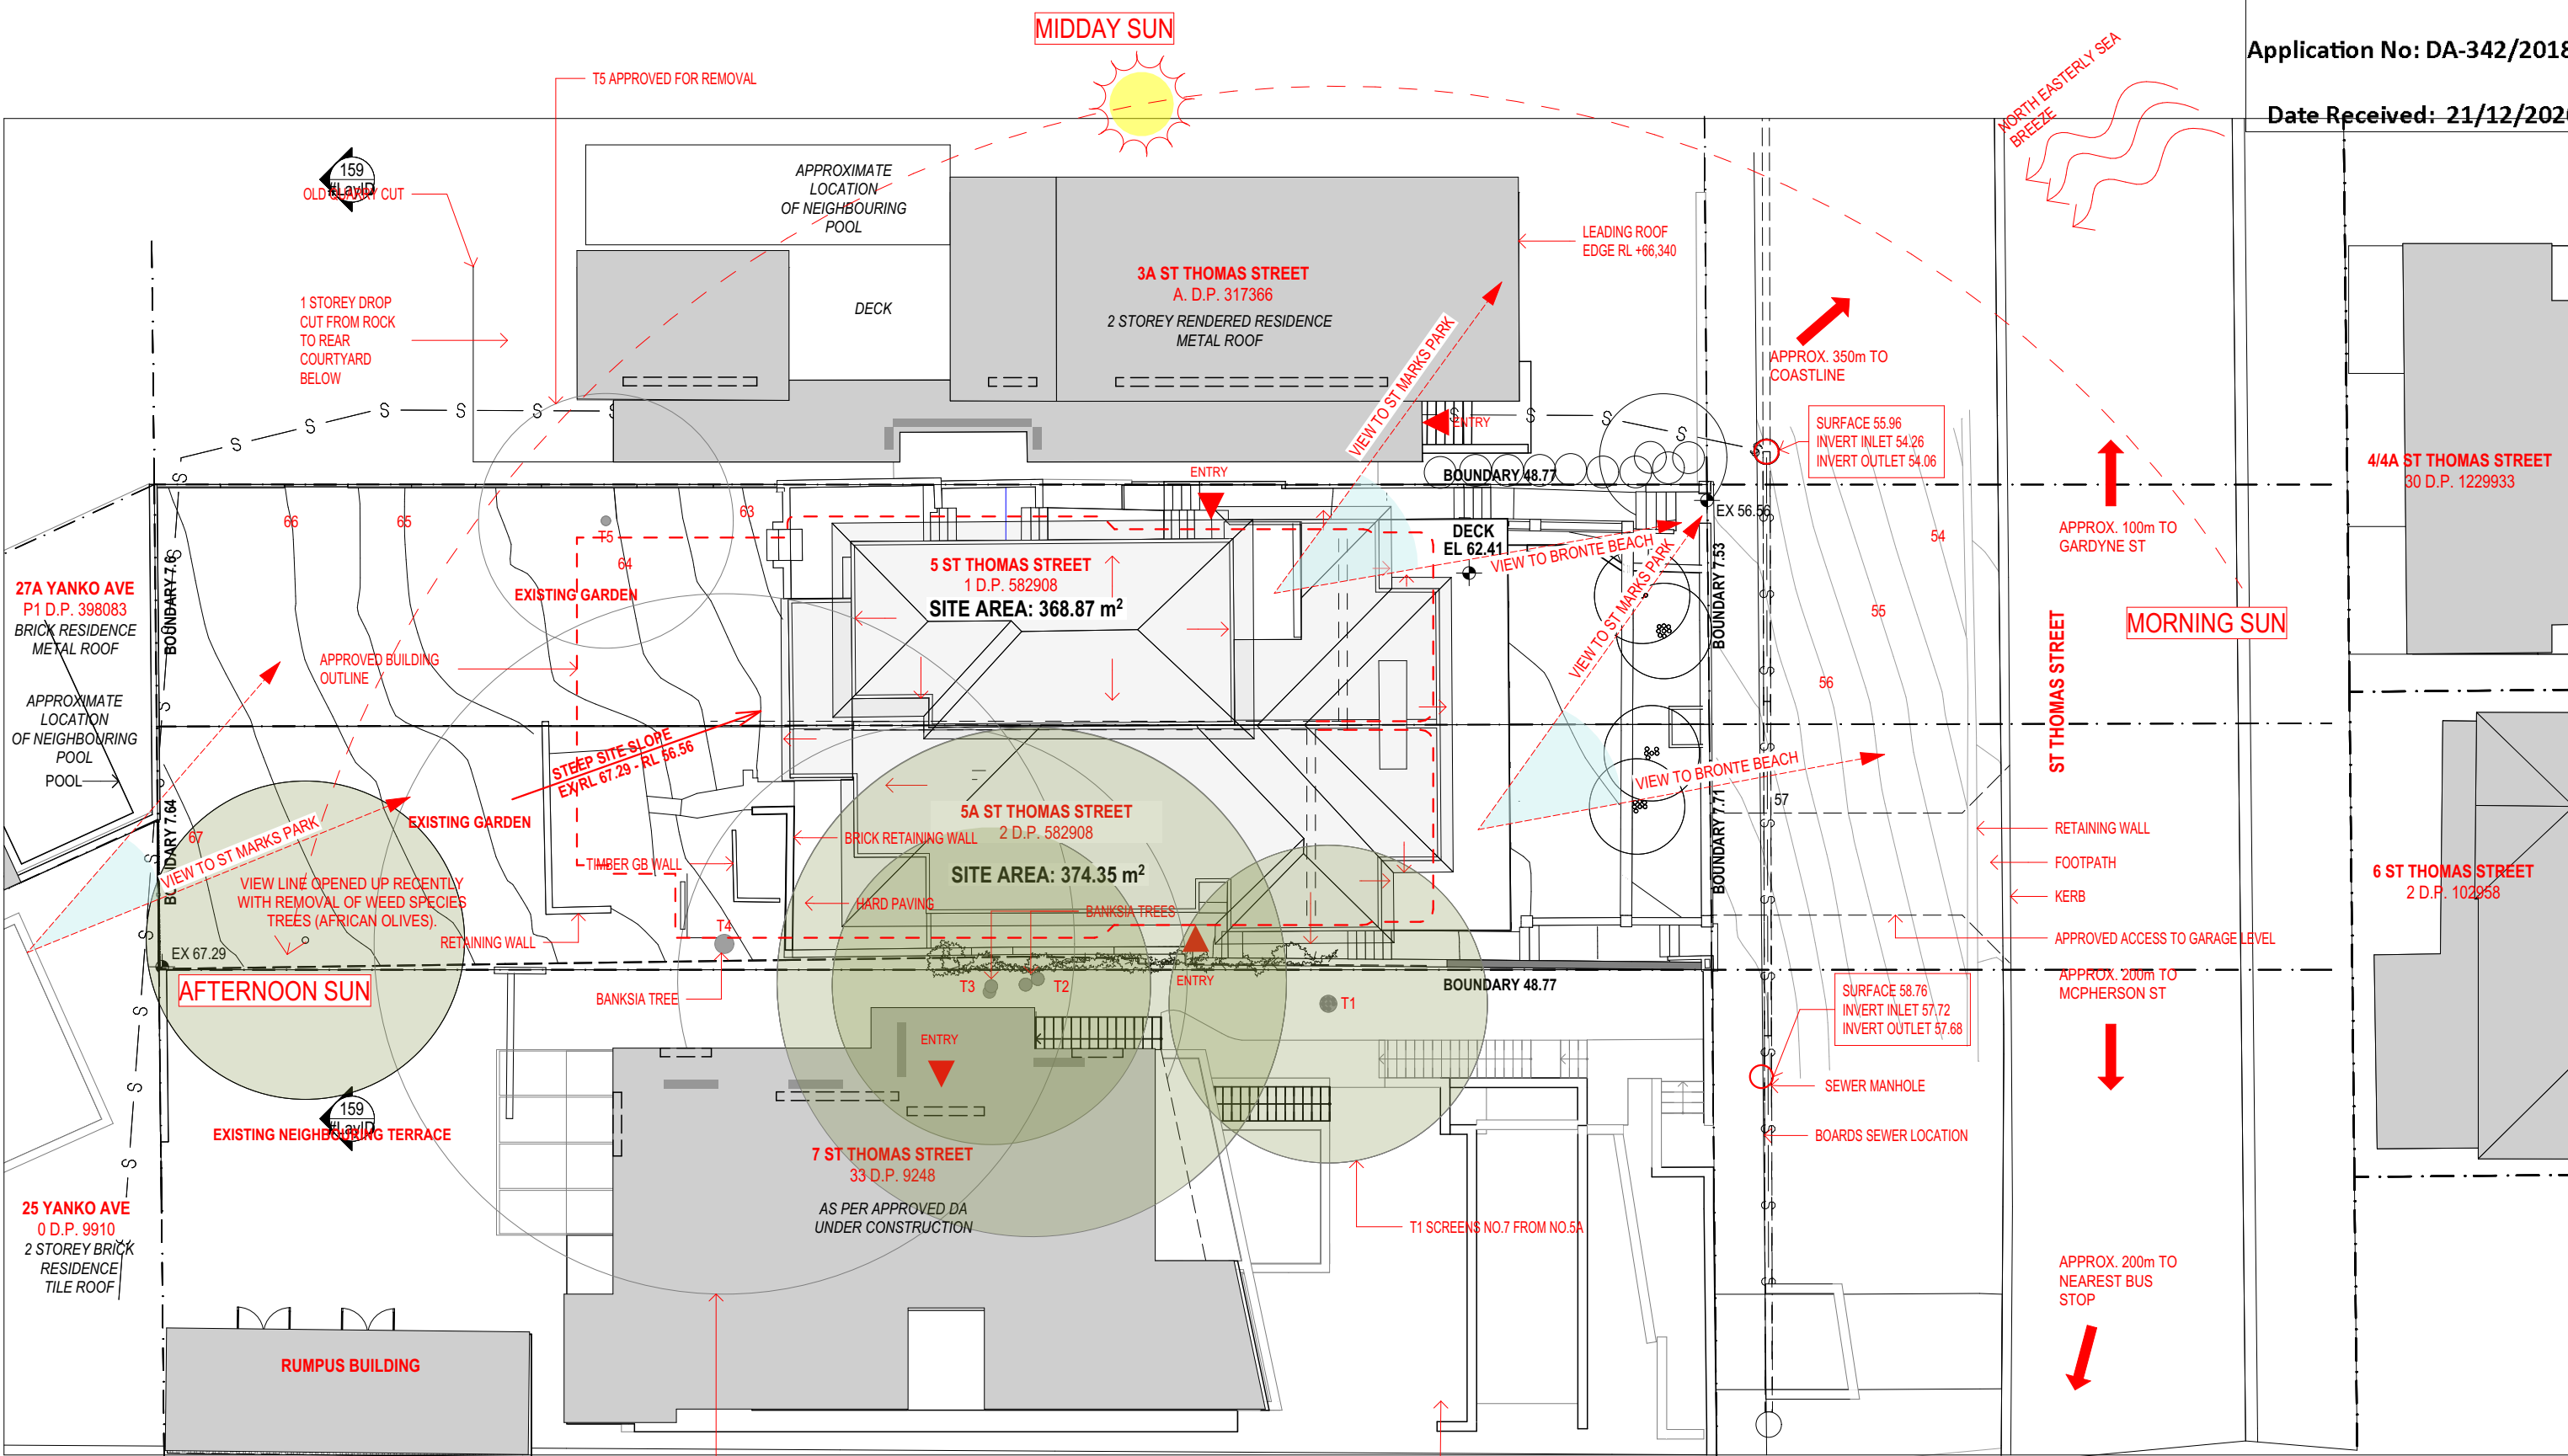 MIDDAY SUN
Application No: DA-342/2018
Date Received: 21/12/202
NORTH EASTERLY SEA
BREEZE
T5 APPROVED FOR REMOVAL
159
#LayID
OLD QUARRY CUT
APPROXIMATE
LOCATION
OF NEIGHBOURING
POOL
LEADING ROOF
EDGE RL +66,340
3A ST THOMAS STREET
A. D.P. 317366
2 STOREY RENDERED RESIDENCE
METAL ROOF
DECK
1 STOREY DROP
CUT FROM ROCK
TO REAR
COURTYARD
BELOW
VIEW TO ST MARKS PARK
APPROX. 350m TO
COASTLINE
ENTRY
SURFACE 55.96
INVERT INLET 54.26
INVERT OUTLET 54.06
ENTRY
BOUNDARY 48.77
4/4A ST THOMAS STREET
30 D.P. 1229933
66
65
63
T5
64
EX 56.56
DECK
EL 62.41
54
APPROX. 100m TO
GARDYNE ST
VIEW TO BRONTE BEACH
5 ST THOMAS STREET
1 D.P. 582908
SITE AREA: 368.87 m²
27A YANKO AVE
P1 D.P. 398083
BRICK RESIDENCE
METAL ROOF
BOUNDARY 7.6
EXISTING GARDEN
VIEW TO ST MARKS PARK
BOUNDARY 7.53
55
MORNING SUN
APPROVED BUILDING
OUTLINE
56
ST THOMAS STREET
APPROXIMATE
LOCATION
OF NEIGHBOURING
POOL
POOL
STEEP SITE SLOPE
EX RL 67.29 - RL 56.56
VIEW TO BRONTE BEACH
57
BOUNDARY 7.64
67
EXISTING GARDEN
5A ST THOMAS STREET
2 D.P. 582908
SITE AREA: 374.35 m²
BRICK RETAINING WALL
TIMBER GB WALL
BOUNDARY 7.71
RETAINING WALL
FOOTPATH
KERB
6 ST THOMAS STREET
2 D.P. 102958
VIEW TO ST MARKS PARK
VIEW LINE OPENED UP RECENTLY
WITH REMOVAL OF WEED SPECIES
TREES (AFRICAN OLIVES).
HARD PAVING
BANKSIA TREES
T4
RETAINING WALL
APPROVED ACCESS TO GARAGE LEVEL
EX 67.29
AFTERNOON SUN
BANKSIA TREE
T3
T2
ENTRY
T1
BOUNDARY 48.77
APPROX. 200m TO
MCPHERSON ST
SURFACE 58.76
INVERT INLET 57.72
INVERT OUTLET 57.68
ENTRY
SEWER MANHOLE
159
#LayID
EXISTING NEIGHBOURING TERRACE
BOARDS SEWER LOCATION
7 ST THOMAS STREET
33 D.P. 9248
AS PER APPROVED DA
UNDER CONSTRUCTION
25 YANKO AVE
0 D.P. 9910
2 STOREY BRICK
RESIDENCE
TILE ROOF
T1 SCREENS NO.7 FROM NO.5A
APPROX. 200m TO
NEAREST BUS
STOP
RUMPUS BUILDING